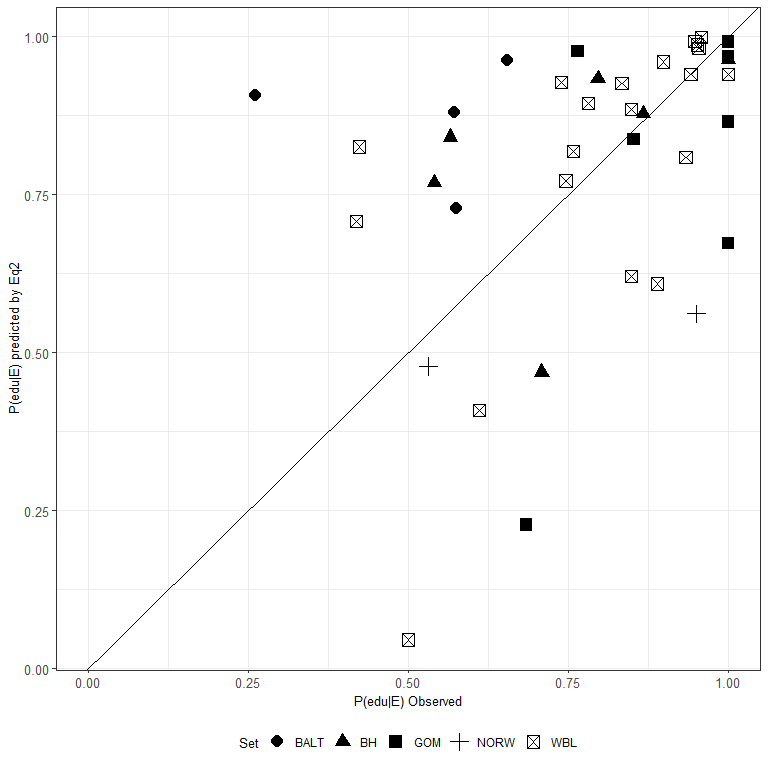 1.00
0.75
0.50
0.25
0.00
P(edu|E) predicted by Eq2
0.00 0.25 0.50 0.75 1.00
P(edu|E) Observed
Set BALT BH GOM NORW WBL